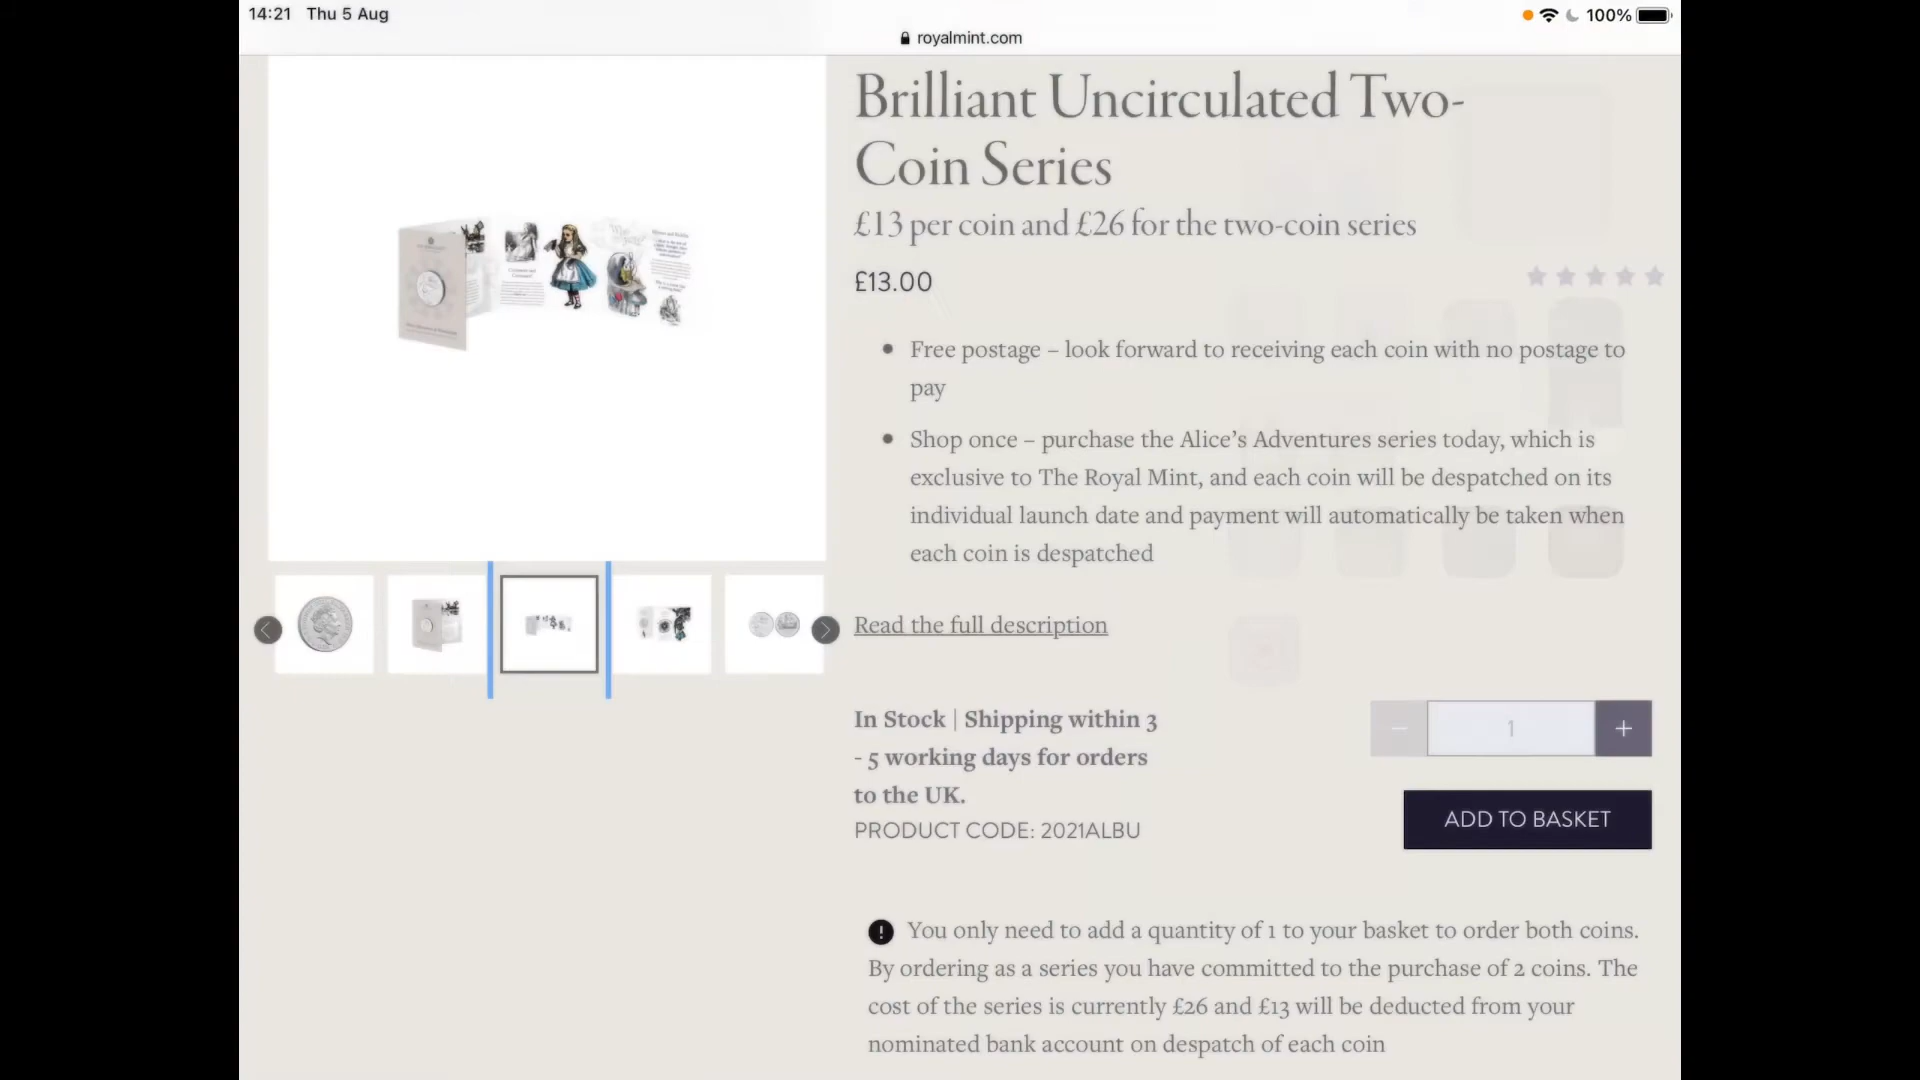 14:21 Thu 5 Aug
100%
royalmint.com
Brilliant Uncirculated Two-
Coin Series
£13 per coin and £26 for the two-coin series
£13.00
Free postage – look forward to receiving each coin with no postage to
pay
Shop once – purchase the Alice’s Adventures series today, which is
exclusive to The Royal Mint, and each coin will be despatched on its
individual launch date and payment will automatically be taken when
each coin is despatched
Read the full description
In Stock | Shipping within 3
- 5 working days for orders
to the UK.
PRODUCT CODE: 2021ALBU
1
ADD TO BASKET
You only need to add a quantity of 1 to your basket to order both coins.
By ordering as a series you have committed to the purchase of 2 coins. The
cost of the series is currently £26 and £13 will be deducted from your
nominated bank account on despatch of each coin